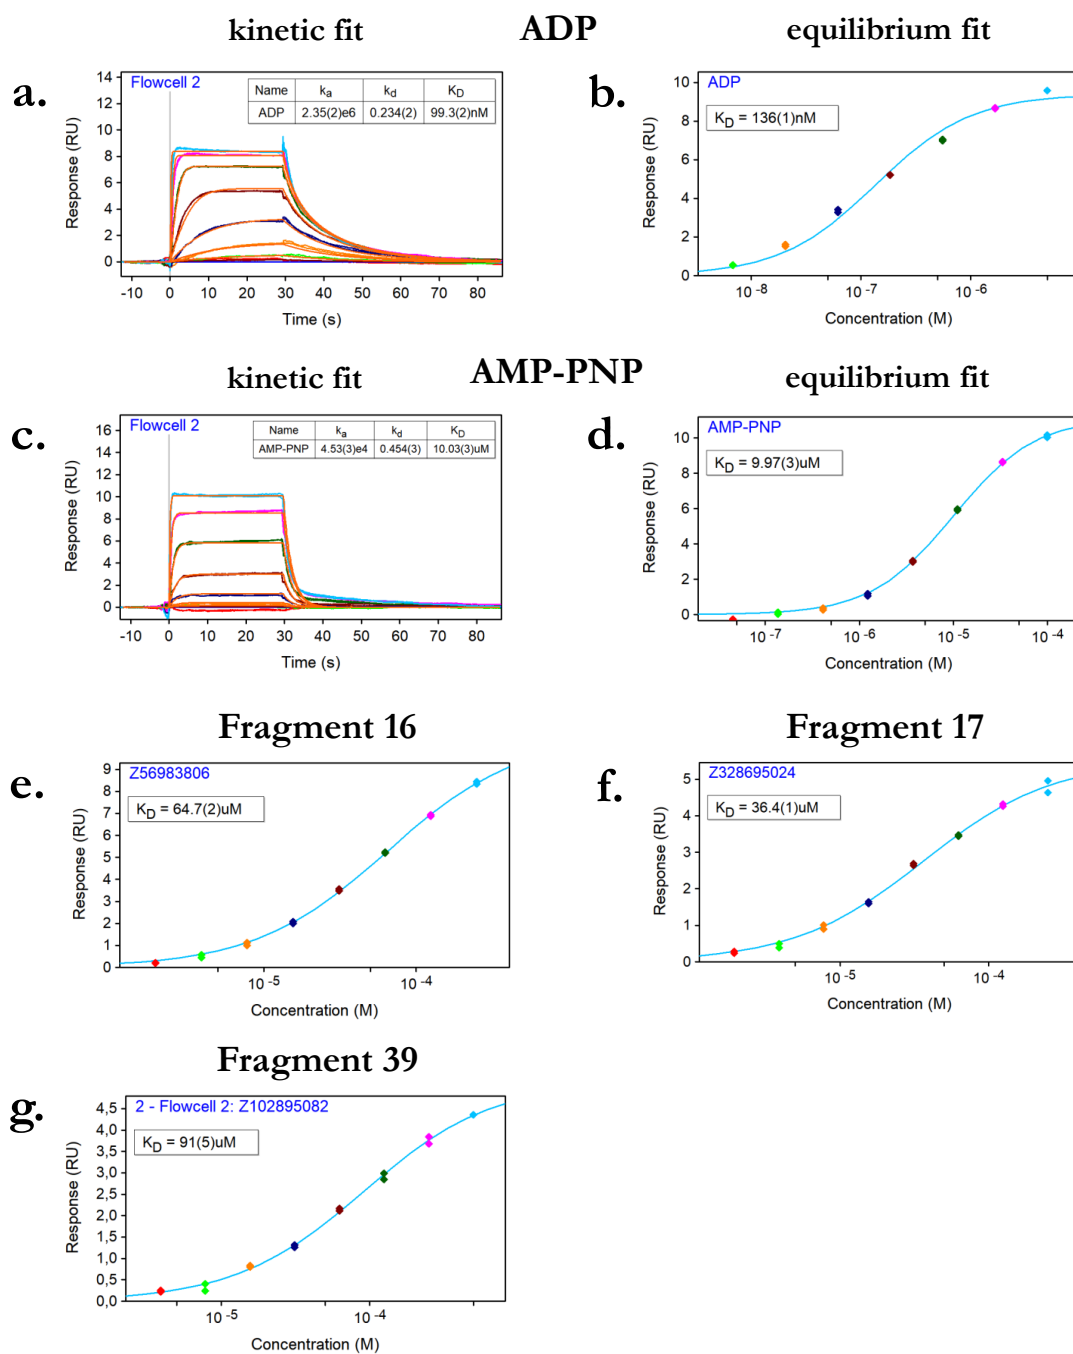 kinetic fit ADP equilibrium fit
a.
Flowcell 2
Name ka kd KD
ADP 2.35(2)e6 0.234(2) 99.3(2)nM
14
12
10
8
6
4
2
0
Response (RU)
-10 0 10 20 30 40 50 60 70 80
Time (s)
b.
ADP
KD = 136(1)nM
10
8
6
4
2
0
Response (RU)
10-8 10-7 10-6
Concentration (M)
kinetic fit AMP-PNP equilibrium fit
c.
Flowcell 2
Name ka kd KD
AMP-PNP 4.53(3)e4 0.454(3) 10.03(3)uM
16
14
12
10
8
6
4
2
0
Response (RU)
-10 0 10 20 30 40 50 60 70 80
Time (s)
d.
AMP-PNP
KD = 9.97(3)uM
10
8
6
4
2
0
Response (RU)
10-7 10-6 10-5 10-4
Concentration (M)
Fragment 16
e.
Z56983806
KD = 64.7(2)uM
9
8
7
6
5
4
3
2
1
0
Response (RU)
10-5 10-4
Concentration (M)
Fragment 17
f.
Z328695024
KD = 36.4(1)uM
5
4
3
2
1
0
Response (RU)
10-5 10-4
Concentration (M)
Fragment 39
g.
2 - Flowcell 2: Z102895082
KD = 91(5)uM
4,5
4,0
3,5
3,0
2,5
2,0
1,5
1,0
0,5
0,0
Response (RU)
10-5 10-4
Concentration (M)